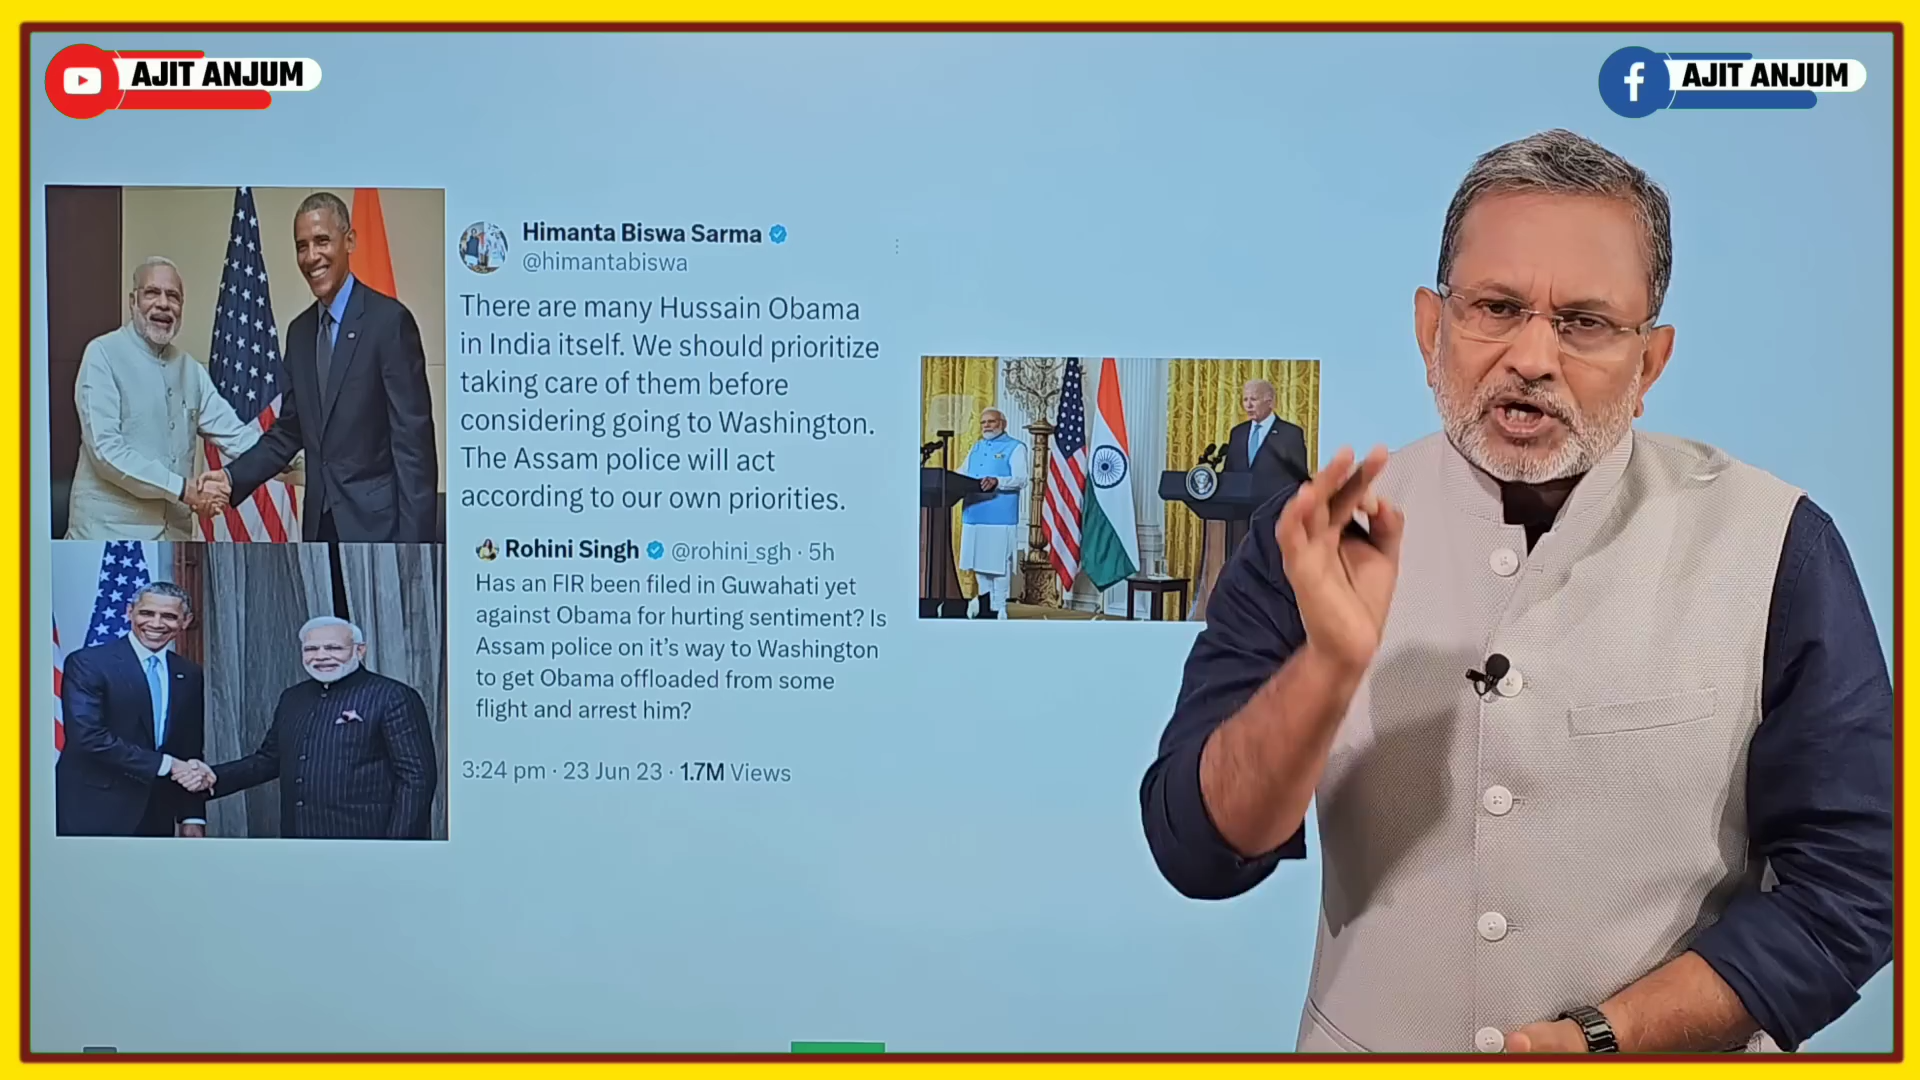 AJIT ANJUM
AJIT ANJUM
Himanta Biswa Sarma
@himantabiswa
There are many Hussain Obama
in India itself. We should prioritize
taking care of them before
considering going to Washington.
The Assam police will act
according to our own priorities.
Rohini Singh @rohini_sgh · 5h
Has an FIR been filed in Guwahati yet
against Obama for hurting sentiment? Is
Assam police on it's way to Washington
to get Obama offloaded from some
flight and arrest him?
3:24 pm · 23 Jun 23 · 1.7M Views